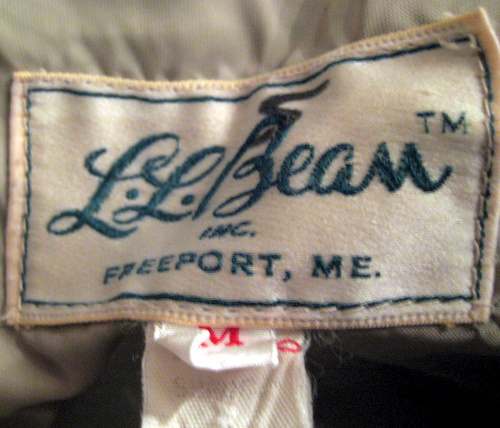 L.L.Bean ™
INC.
FREEPORT, ME.
M